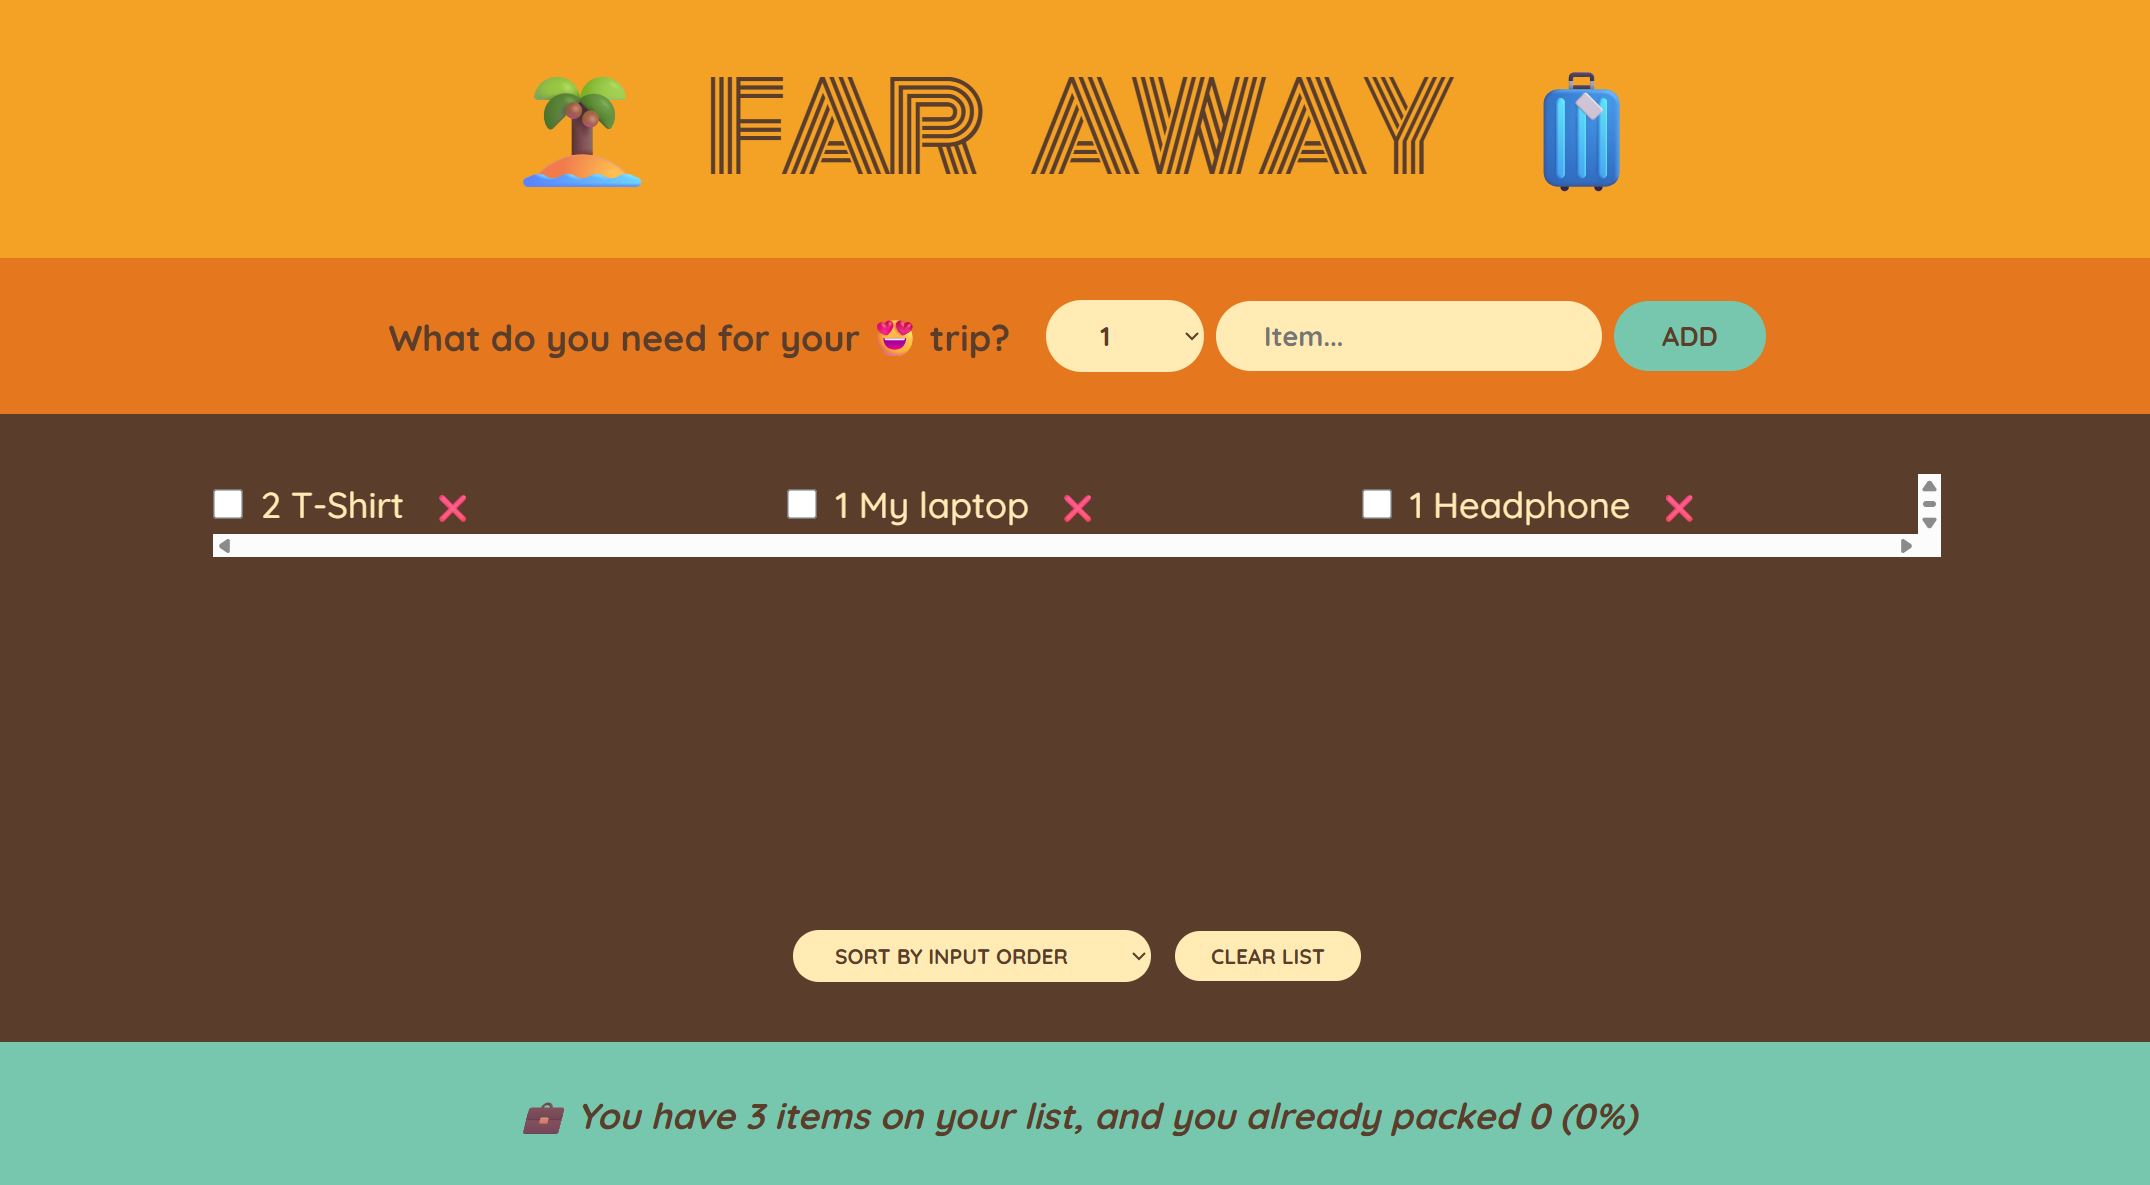 FAR AWAY
What do you need for your 😍 trip?
1
Item...
ADD
2 T-Shirt ❌
1 My laptop ❌
1 Headphone ❌
SORT BY INPUT ORDER
CLEAR LIST
💼 You have 3 items on your list, and you already packed 0 (0%)